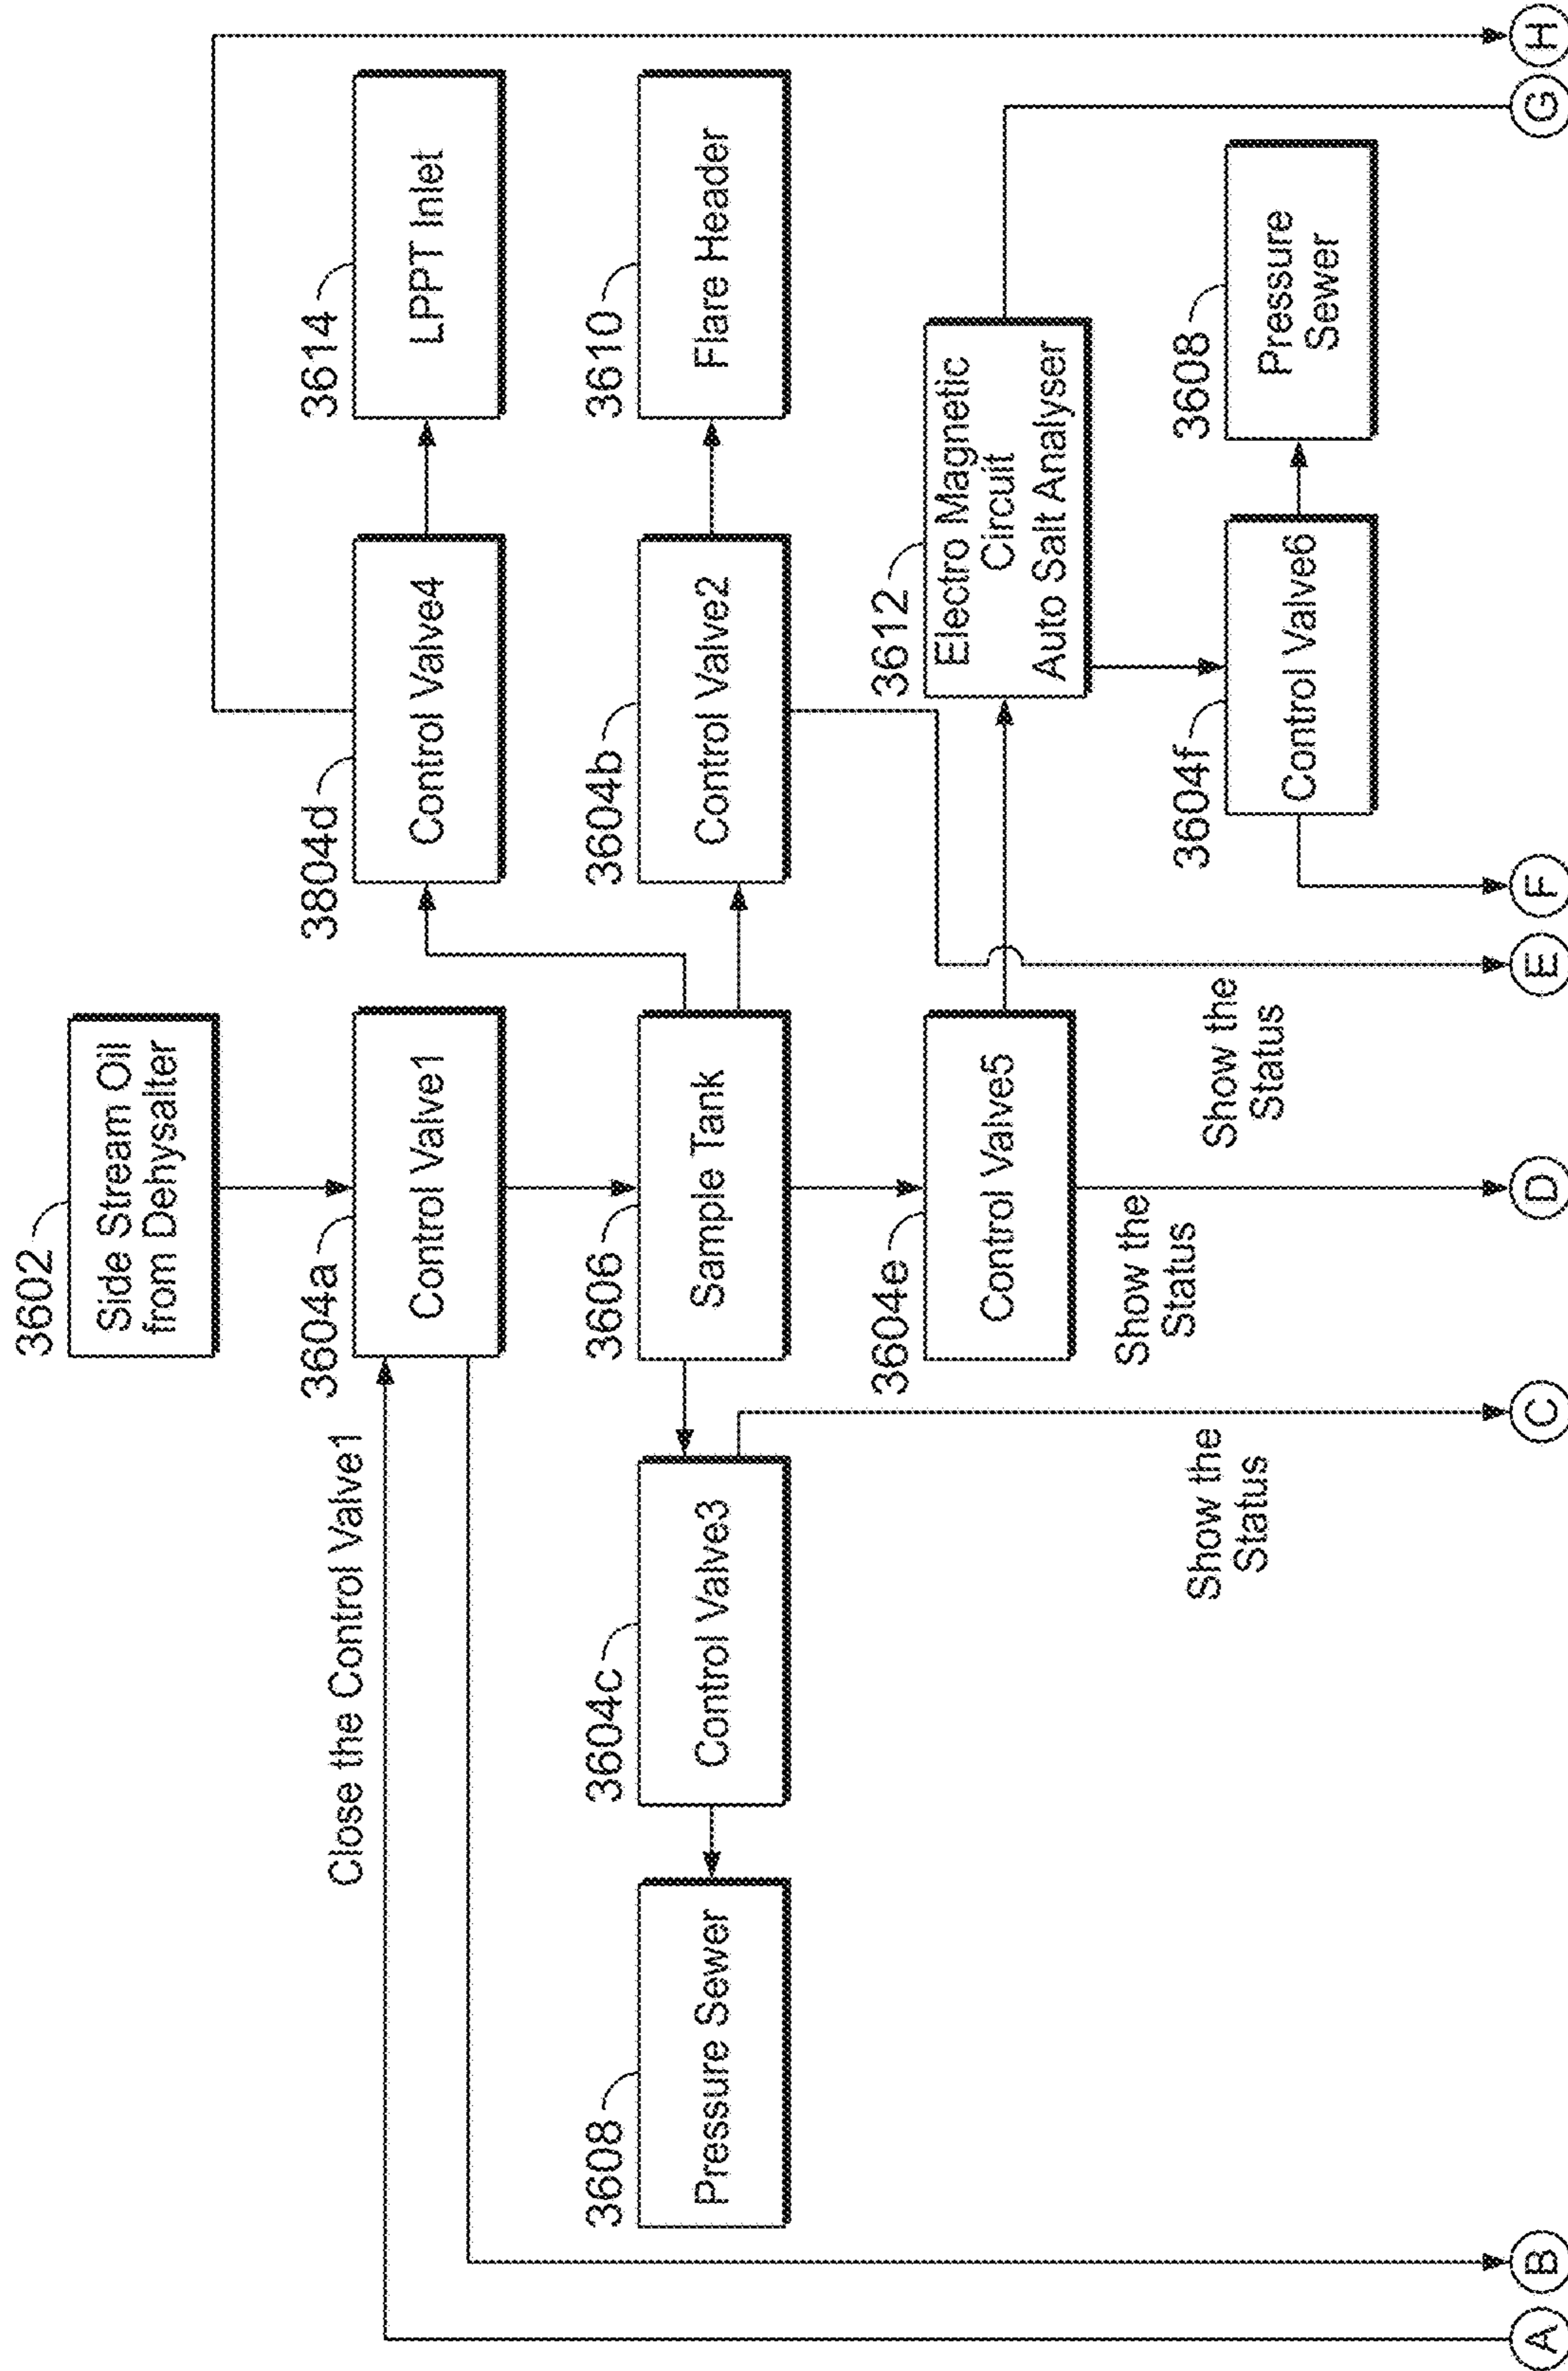 3602
Side Stream Oil
from Dehysalter
3604a
Control Valve1
Close the Control Valve1
3804d
Control Valve4
3614
LPPT Inlet
3608
Pressure Sewer
3604c
Control Valve3
3606
Sample Tank
3604b
Control Valve2
3610
Flare Header
3604e
Control Valve5
3612
Electro Magnetic
Circuit
Auto Salt Analyser
Show the
Status
Show the
Status
Show the
Status
3604f
Control Valve6
3608
Pressure
Sewer
A
B
C
D
E
F
G
H